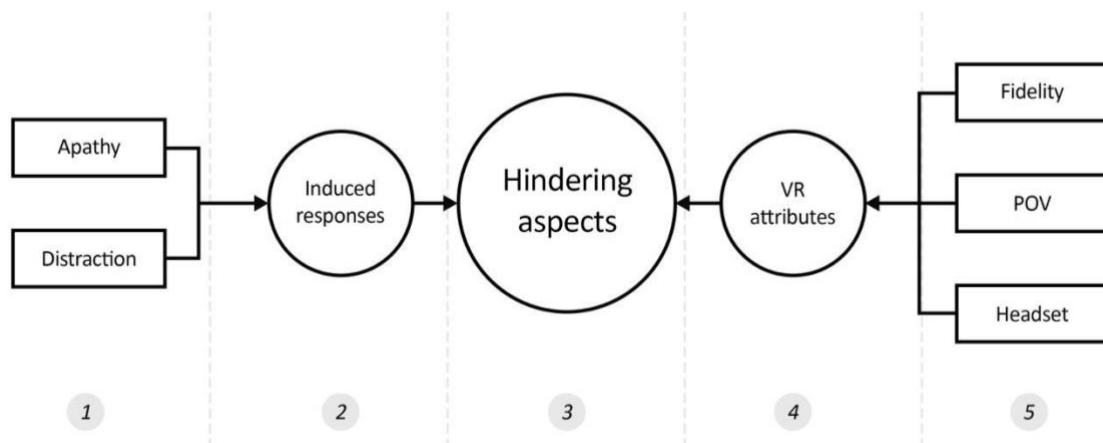 Apathy
Distraction
Induced
responses
Hindering
aspects
VR
attributes
Fidelity
POV
Headset
1
2
3
4
5